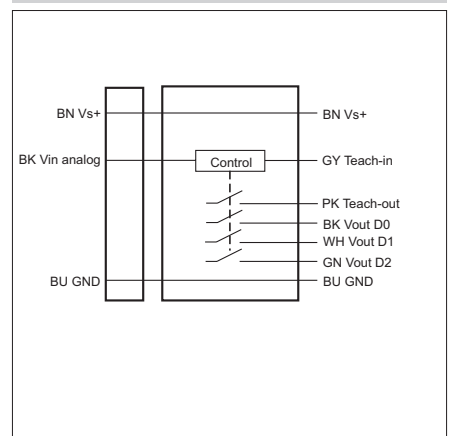 BN Vs+ BN Vs+
BK Vin analog Control GY Teach-in
PK Teach-out
BK Vout D0
WH Vout D1
GN Vout D2
BU GND BU GND